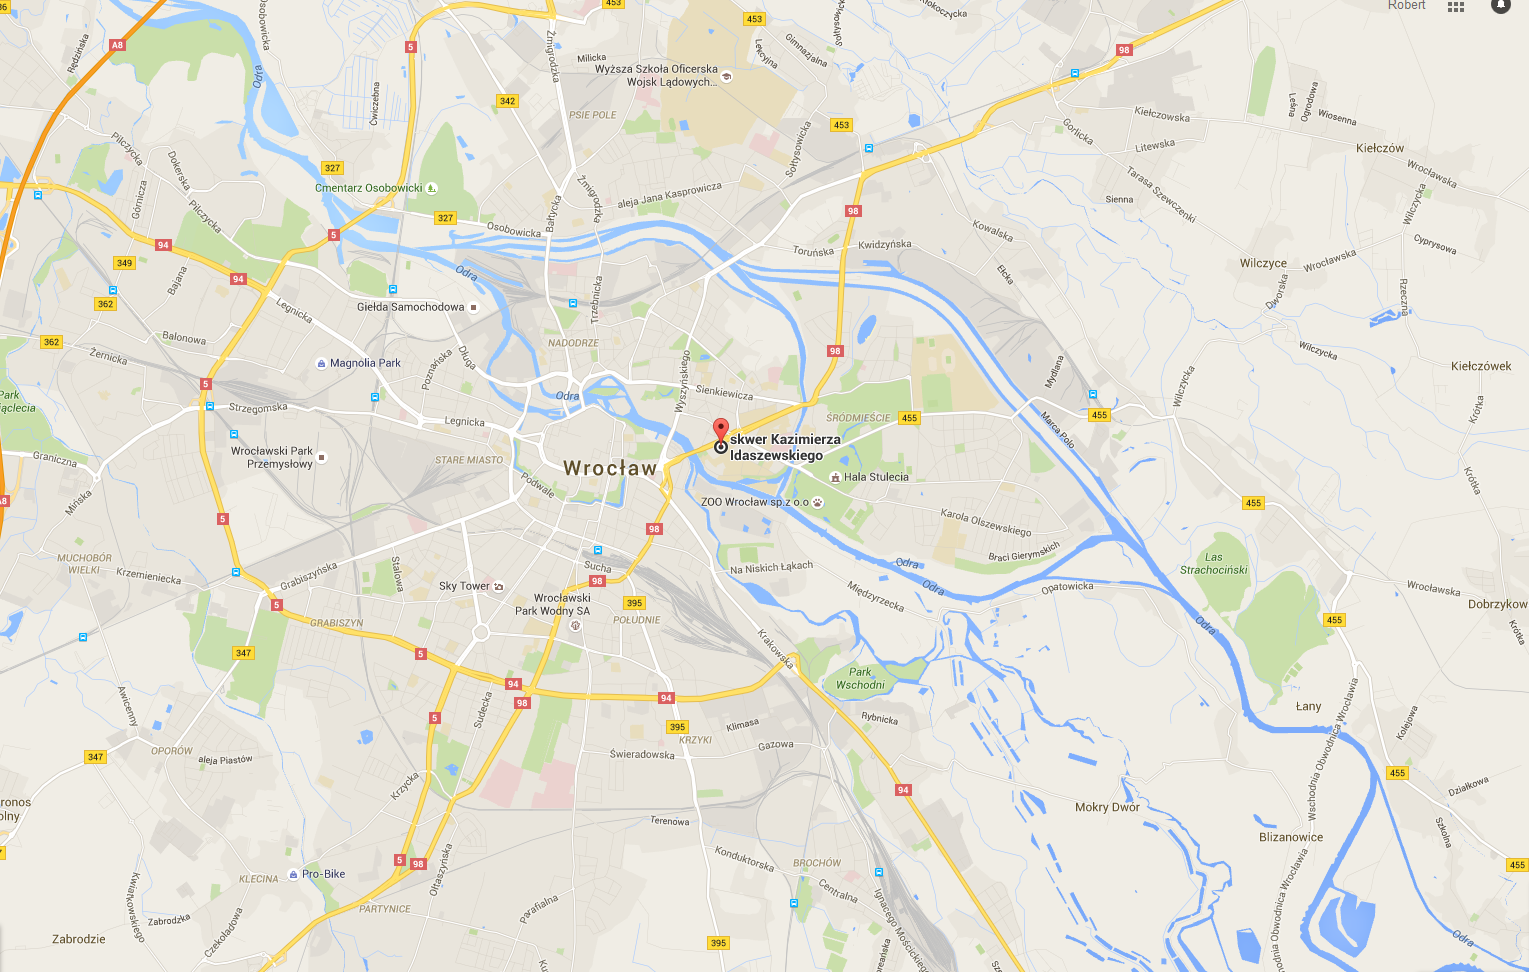 Robert
453
453
Chłokoczycka
36
A8
5
98
Osobowicka
Rędzińska
Odra
Żmigrodzka
Milicka
Lekcyjna
Gimnazjalna
Sołtysowicka
Wyższa Szkoła Oficerska
Wojsk Lądowych...
Ćwiczebna
342
PSIE POLE
453
Kiełczowska
Leśna
Ogrodowa
Wiosenna
Gorlicka
Litewska
Kiełczów
Pilczycka
Dokerska
327
Sołtysowicka
Wrocławska
Tarasa Szewczenki
Sienna
Wilczycka
Cmentarz Osobowicki
Żmigrodzka
aleja Jana Kasprowicza
Górnicza
Pilczycka
327
Osobowicka
Bałtycka
98
Kowalska
5
94
Toruńska
Kwidzyńska
Cyprysowa
349
Bajana
94
Odra
Ełcka
Wilczyce
Wrocławska
362
Legnicka
Giełda Samochodowa
Trzebnicka
Dworska
Rzeczna
362
Balonowa
Żernicka
NADODRZE
98
Wilczycka
Magnolia Park
Poznańska
Długa
Wyszyńskiego
Mydlana
Kiełczówek
5
Sienkiewicza
Wilczycka
Park
Strzegomska
Odra
ŚRÓDMIEŚCIE
455
455
Krótka
Legnicka
Marca Polo
skwer Kazimierza
Idaszewskiego
Wrocławski Park
Przemysłowy
Graniczna
STARE MIASTO
Wrocław
Hala Stulecia
Mińska
Podwale
ZOO Wrocław sp.z o.o
455
Krótka
5
98
Karola Olszewskiego
MUCHOBÓR
WIELKI
Krzemieniecka
Grabiszyńska
Stalowa
Sucha
Na Niskich Łąkach
Odra
Braci Gierymskich
Las
Strachociński
Sky Tower
98
Odra
Opatowicka
Wrocławska
5
Wrocławski
Park Wodny SA
395
POŁUDNIE
Międzyrzecka
Dobrzykow
GRABISZYN
Krakowska
Odra
455
Krótka
347
5
Park
Wschodni
94
98
94
Awicenny
Sudecka
5
395
Rybnicka
Łany
Kolejowa
OPORÓW
347
aleja Piastów
KRZYKI
Klimasa
Gazowa
Świeradowska
Wschodnia Obwodnica Wrocławia
455
Krzycka
94
Działkowa
Mokry Dwór
Terenowa
Blizanowice
Szkolna
5
98
Ołtaszyńska
Konduktorska
BROCHÓW
455
KLECINA
Pro-Bike
Centralna
Kwiatkowskiego
PARTYNICE
Parafialna
Ignacego Mościckiego
Wschodnia Obwodnica Wrocławia
Zabrodzka
Czekoladowa
Zabrodzie
395
Odra